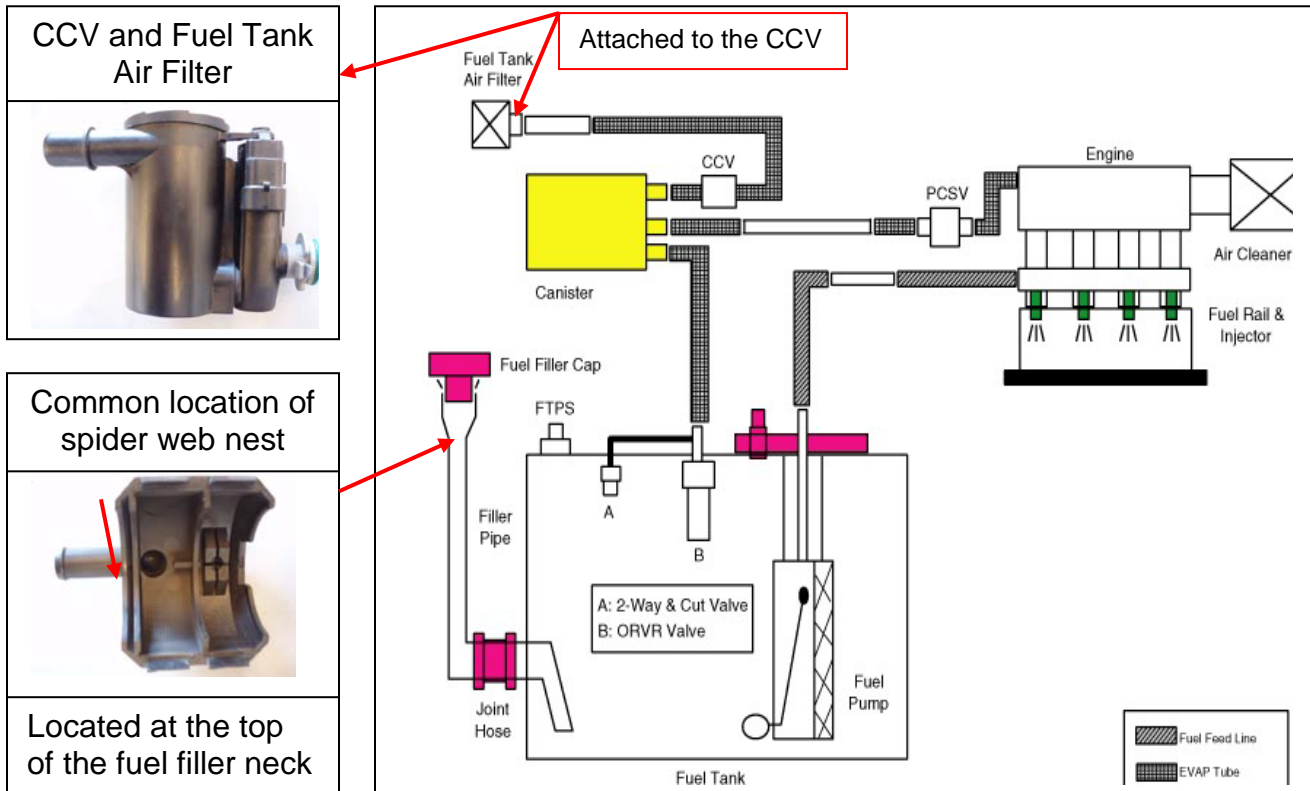 CCV and Fuel Tank
Air Filter
Common location of
spider web nest
Located at the top
of the fuel filler neck
Attached to the CCV
Fuel Tank
Air Filter
CCV
Engine
PCSV
Air Cleaner
Canister
Fuel Rail &
Injector
Fuel Filler Cap
FTPS
A
B
Filler
Pipe
A: 2-Way & Cut Valve
B: ORVR Valve
Fuel
Pump
Joint
Hose
Fuel Tank
Fuel Feed Line
EVAP Tube